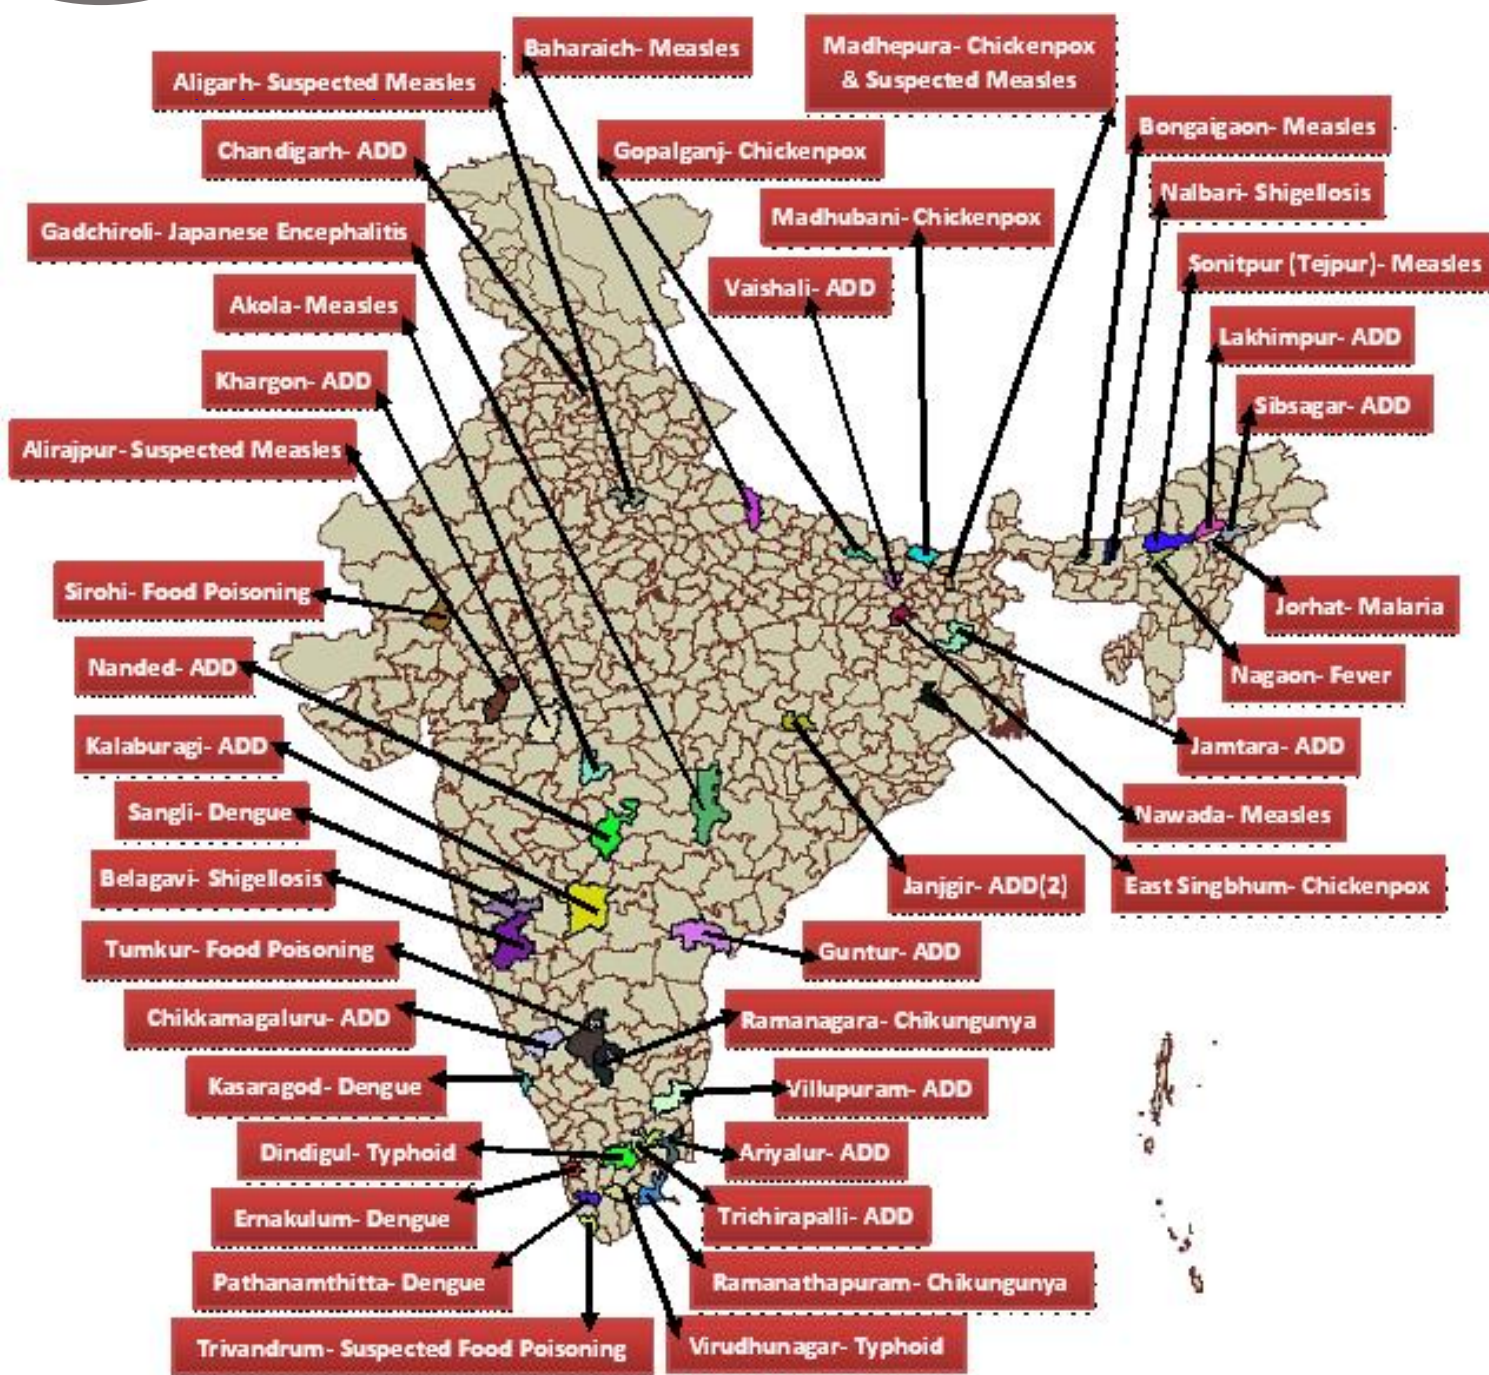 Baharaich- Measles
Madhepura- Chickenpox
& Suspected Measles
Aligarh- Suspected Measles
Bongaigaon- Measles
Chandigarh- ADD
Gopalganj- Chickenpox
Nalbari- Shigellosis
Gadchiroli- Japanese Encephalitis
Madhubani- Chickenpox
Sonitpur (Tejpur)- Measles
Vaishali- ADD
Akola- Measles
Lakhimpur- ADD
Khargon- ADD
Sibsagar- ADD
Alirajpur- Suspected Measles
Sirohi- Food Poisoning
Jorhat- Malaria
Nanded- ADD
Nagaon- Fever
Kalaburagi- ADD
Jamtara- ADD
Sangli- Dengue
Nawada- Measles
Belagavi- Shigellosis
Janjgir- ADD(2)
East Singbhum- Chickenpox
Tumkur- Food Poisoning
Guntur- ADD
Chikkamagaluru- ADD
Ramanagara- Chikungunya
Kasaragod- Dengue
Villupuram- ADD
Dindigul- Typhoid
Ariyalur- ADD
Ernakulum- Dengue
Trichirapalli- ADD
Pathanamthitta- Dengue
Ramanathapuram- Chikungunya
Trivandrum- Suspected Food Poisoning
Virudhunagar- Typhoid